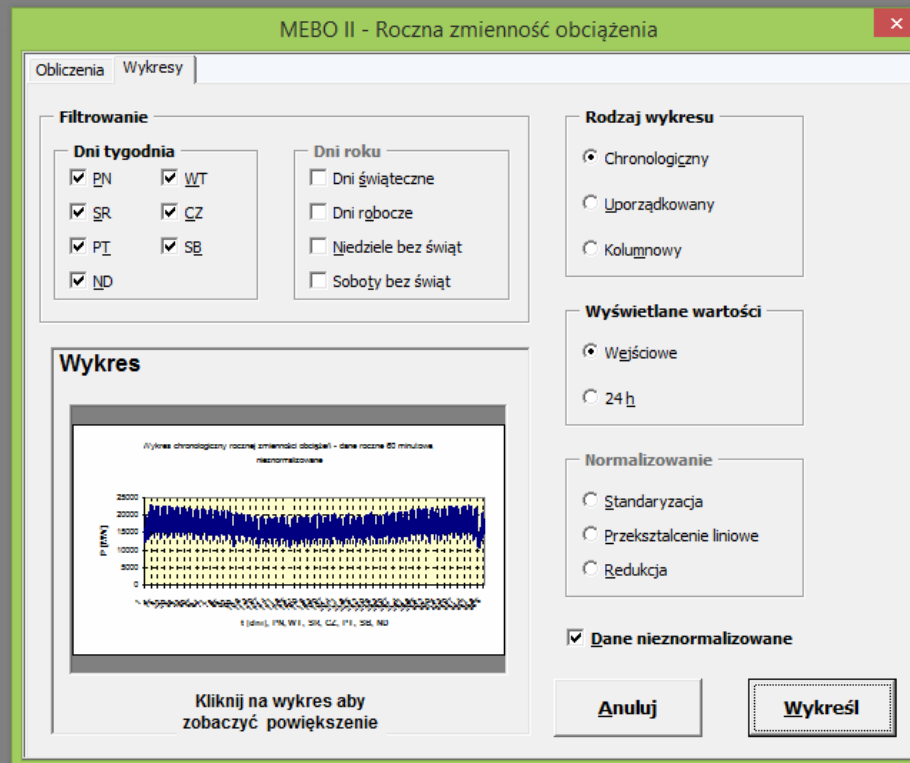 MEBO II - Roczna zmienność obciążenia
Obliczenia
Wykresy
Filtrowanie
Dni tygodnia
PN
WT
SR
CZ
PT
SB
ND
Dni roku
Dni świąteczne
Dni robocze
Niedziele bez świąt
Soboty bez świąt
Rodzaj wykresu
Chronologiczny
Uporządkowany
Kolumnowy
Wyświetlane wartości
Wejściowe
24 h
Normalizowanie
Standaryzacja
Przekształcenie liniowe
Redukcja
Dane nieznormalizowane
Wykres
Wykres chronologiczny rocznej zmienności obciążeń - dane roczne 60 minutowe
nieznormalizowane
25000
20000
15000
10000
5000
0
t [dni], PN, WT, SR, CZ, PT, SB, ND
Kliknij na wykres aby
zobaczyć powiększenie
Anuluj
Wykreśl